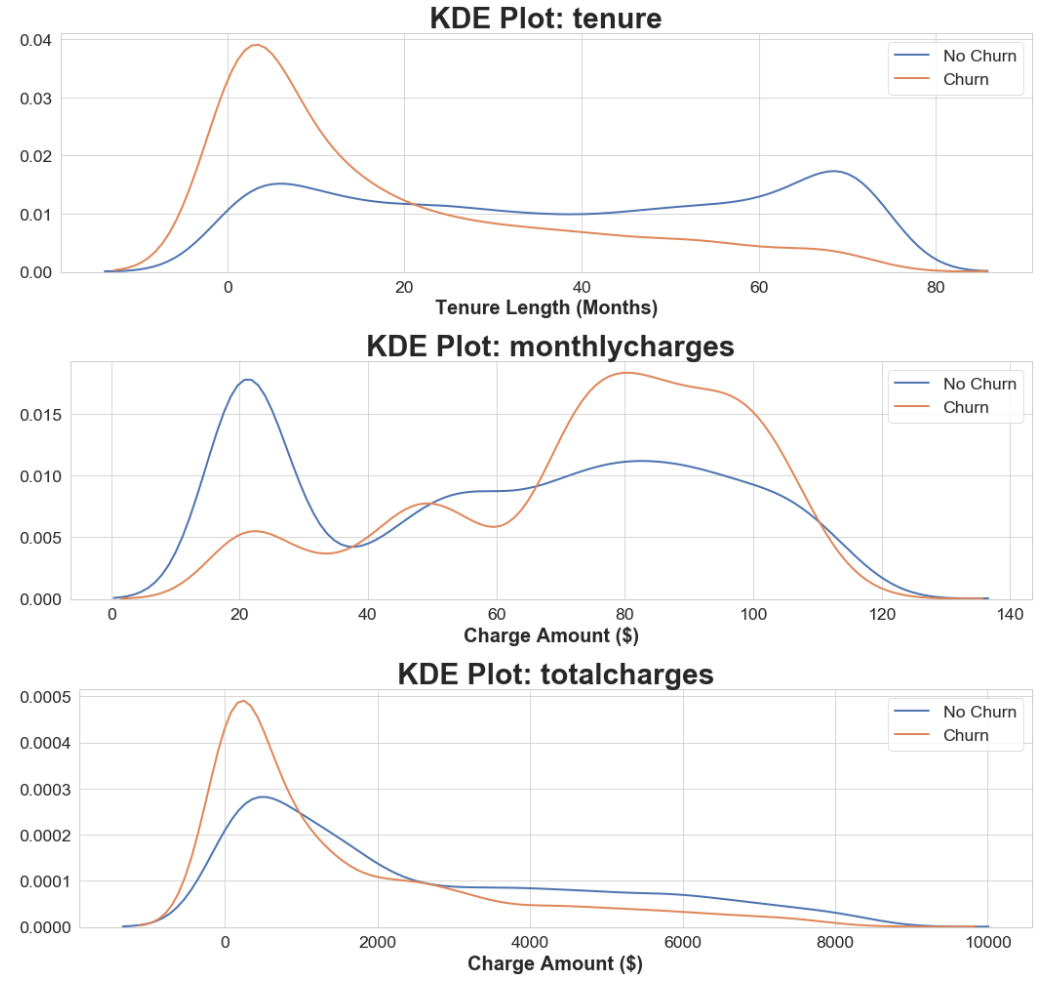 KDE Plot: tenure
0.04
0.03
0.02
0.01
0.00
No Churn
Churn
0 20 40 60 80
Tenure Length (Months)
KDE Plot: monthlycharges
0.015
0.010
0.005
0.000
No Churn
Churn
0 20 40 60 80 100 120 140
Charge Amount ($)
KDE Plot: totalcharges
0.0005
0.0004
0.0003
0.0002
0.0001
0.0000
No Churn
Churn
0 2000 4000 6000 8000 10000
Charge Amount ($)